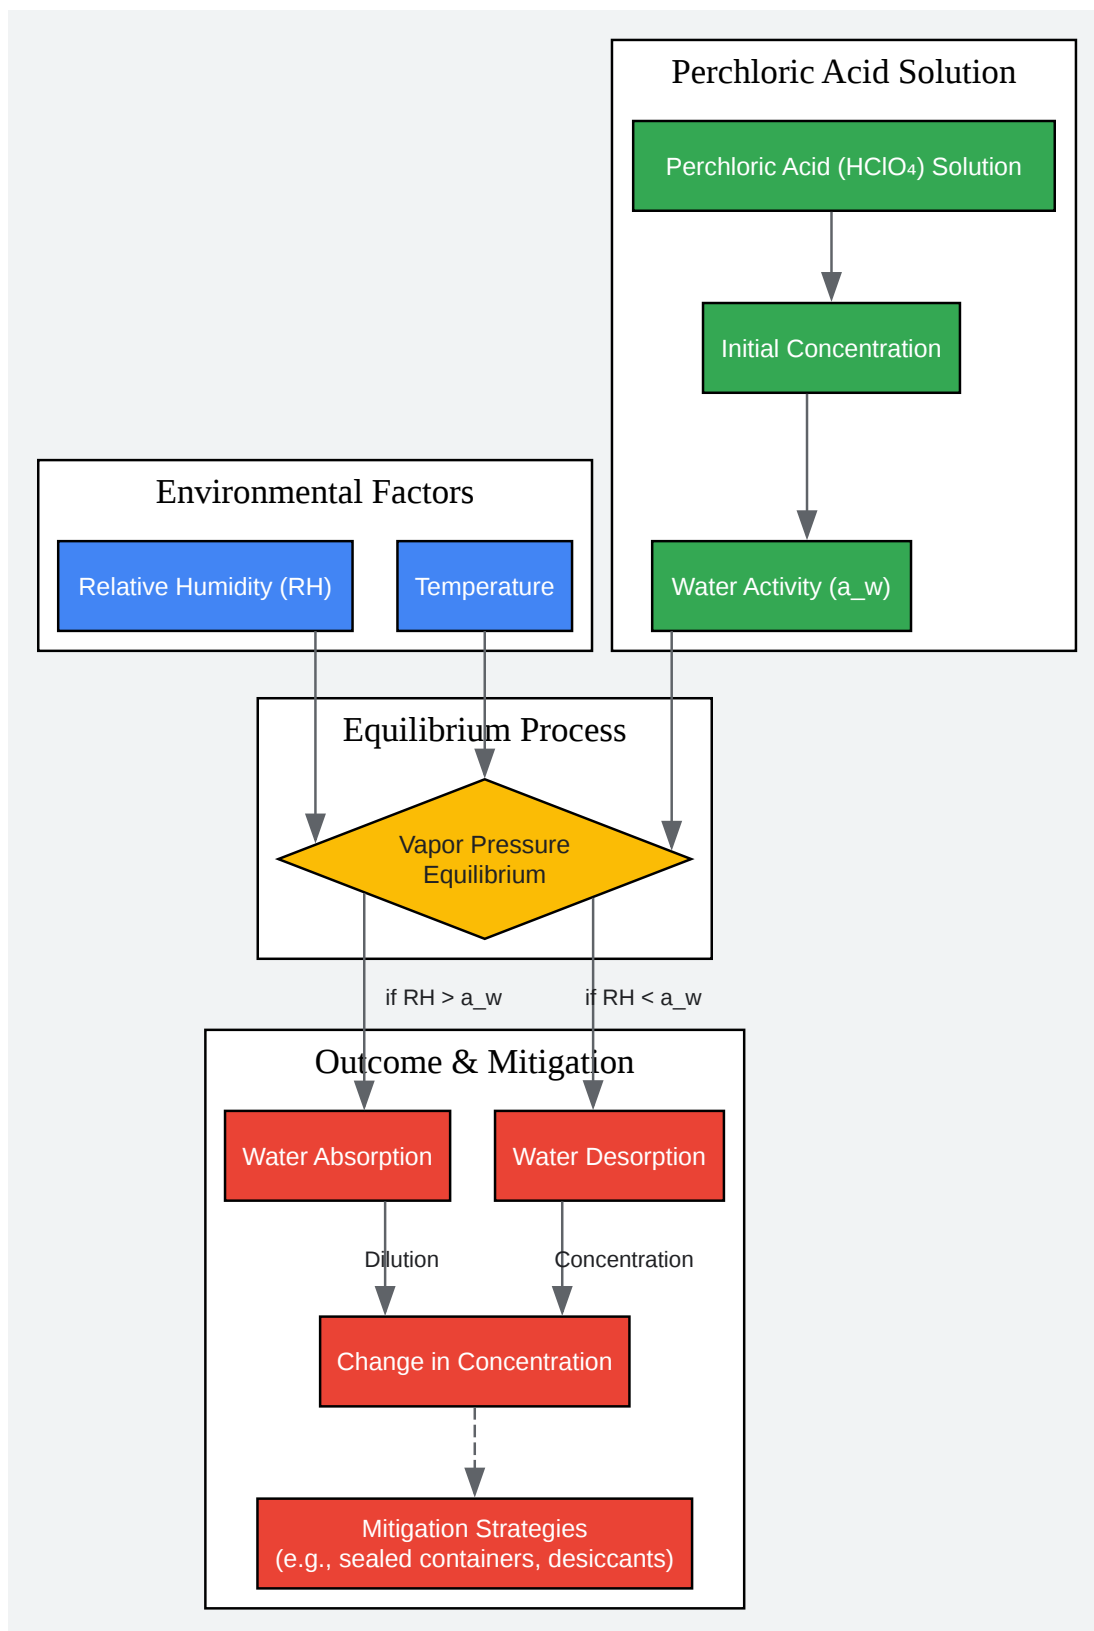 Perchloric Acid Solution
Perchloric Acid (HClO₄) Solution
Initial Concentration
Environmental Factors
Relative Humidity (RH)
Temperature
Water Activity (a_w)
Equilibrium Process
Vapor Pressure
Equilibrium
if RH > a_w
if RH < a_w
Outcome & Mitigation
Water Absorption
Water Desorption
Dilution
Concentration
Change in Concentration
Mitigation Strategies
(e.g., sealed containers, desiccants)